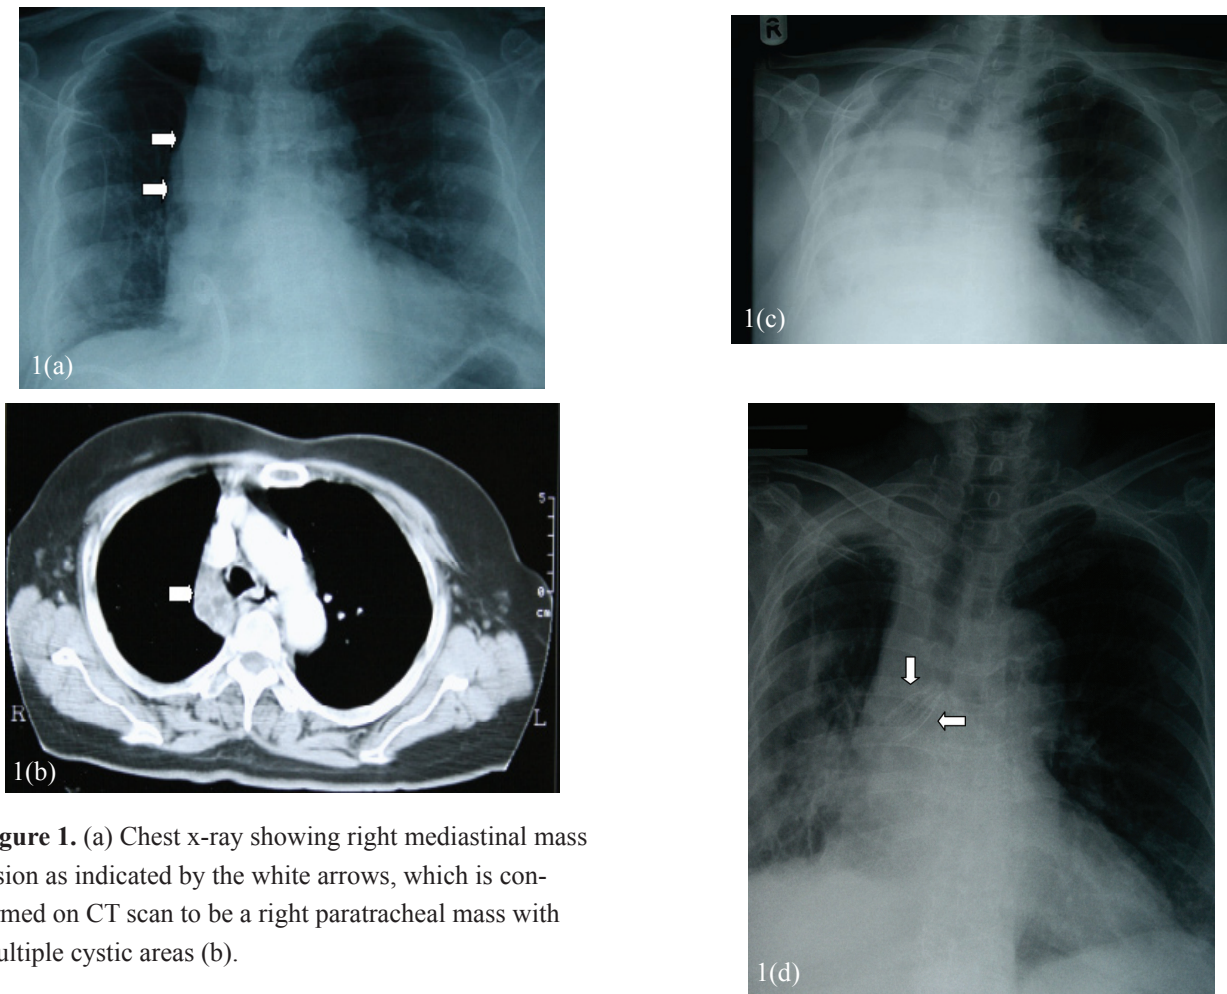 1(a)
R
1(c)
5
0
cm
R
L
1(b)
gure 1. (a) Chest x-ray showing right mediastinal mass
sion as indicated by the white arrows, which is con-
med on CT scan to be a right paratracheal mass with
ultiple cystic areas (b).
1(d)